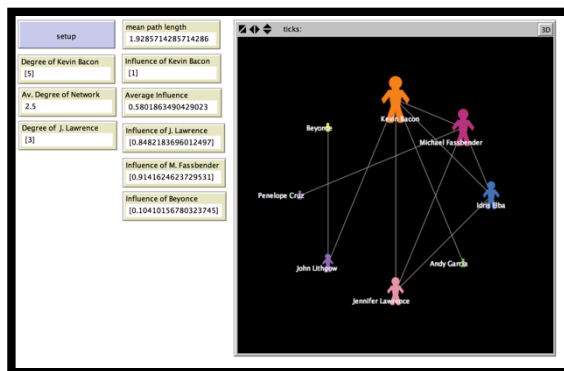 setup
mean path length
1.9285714285714286
Degree of Kevin Bacon
[5]
Influence of Kevin Bacon
[1]
Av. Degree of Network
2.5
Average Influence
0.5801863490429023
Degree of J. Lawrence
[3]
Influence of J. Lawrence
[0.8482183696012497]
Influence of M. Fassbender
[0.9141624623729531]
Influence of Beyonce
[0.10410156780323745]
ticks:
3D
Kevin Bacon
Beyonce
Michael Fassbender
Penelope Cruz
Idris Elba
John Lithgow
Andy Garcia
Jennifer Lawrence